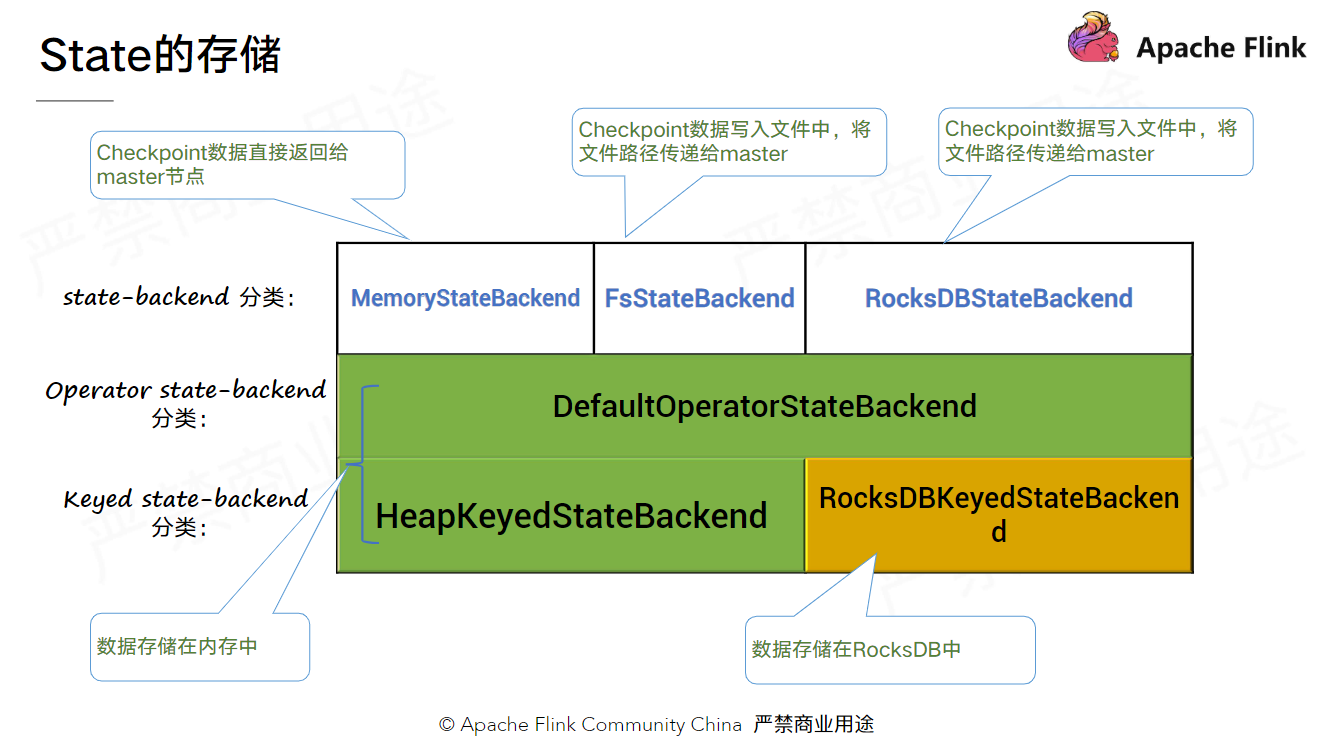 State的存储
Apache Flink
Checkpoint数据直接返回给
master节点
Checkpoint数据写入文件中，将
文件路径传递给master
Checkpoint数据写入文件中，将
文件路径传递给master
state-backend 分类：
MemoryStateBackend
FsStateBackend
RocksDBStateBackend
Operator state-backend
分类：
DefaultOperatorStateBackend
Keyed state-backend
分类：
HeapKeyedStateBackend
RocksDBKeyedStateBacken
d
数据存储在内存中
数据存储在RocksDB中
© Apache Flink Community China 严禁商业用途